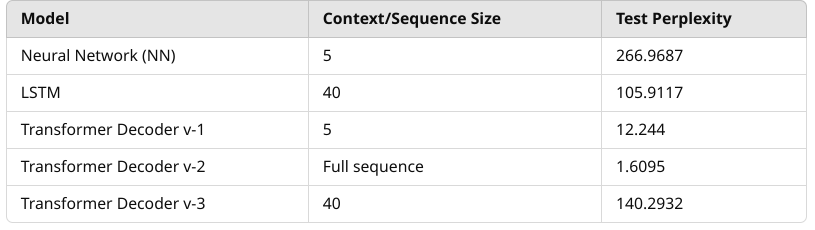 Model Context/Sequence Size Test Perplexity
Neural Network (NN) 5 266.9687
LSTM 40 105.9117
Transformer Decoder v-1 5 12.244
Transformer Decoder v-2 Full sequence 1.6095
Transformer Decoder v-3 40 140.2932